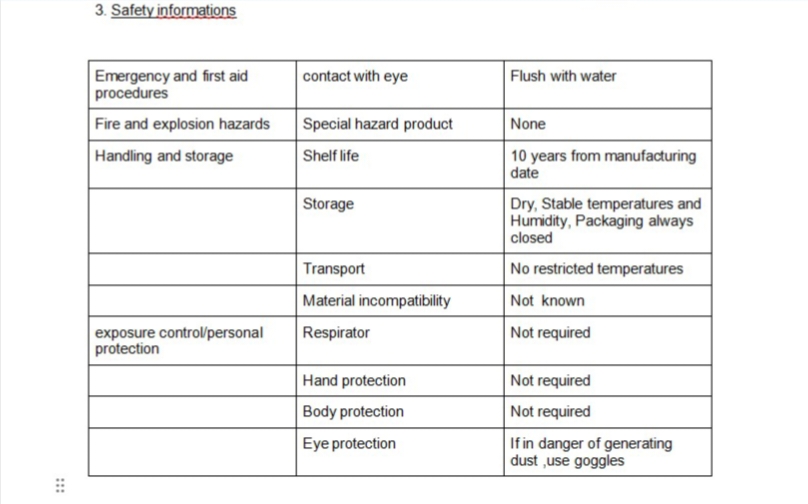 3. Safety informations
Emergency and first aid procedures contact with eye Flush with water
Fire and explosion hazards Special hazard product None
Handling and storage Shelf life 10 years from manufacturing date
Storage Dry, Stable temperatures and Humidity, Packaging always closed
Transport No restricted temperatures
Material incompatibility Not known
exposure control/personal protection Respirator Not required
Hand protection Not required
Body protection Not required
Eye protection If in danger of generating dust ,use goggles